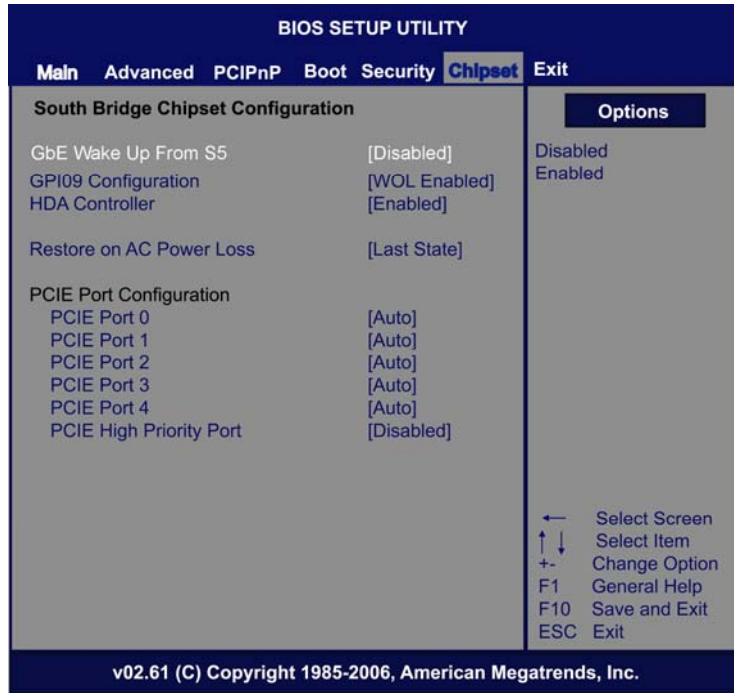 BIOS SETUP UTILITY
Main Advanced PCIPnP Boot Security Chipset Exit
South Bridge Chipset Configuration
GbE Wake Up From S5 [Disabled]
GPI09 Configuration [WOL Enabled]
HDA Controller [Enabled]
Restore on AC Power Loss [Last State]
PCIE Port Configuration
PCIE Port 0 [Auto]
PCIE Port 1 [Auto]
PCIE Port 2 [Auto]
PCIE Port 3 [Auto]
PCIE Port 4 [Auto]
PCIE High Priority Port [Disabled]
Options
Disabled
Enabled
← Select Screen
↑↓ Select Item
+- Change Option
F1 General Help
F10 Save and Exit
ESC Exit
v02.61 (C) Copyright 1985-2006, American Megatrends, Inc.